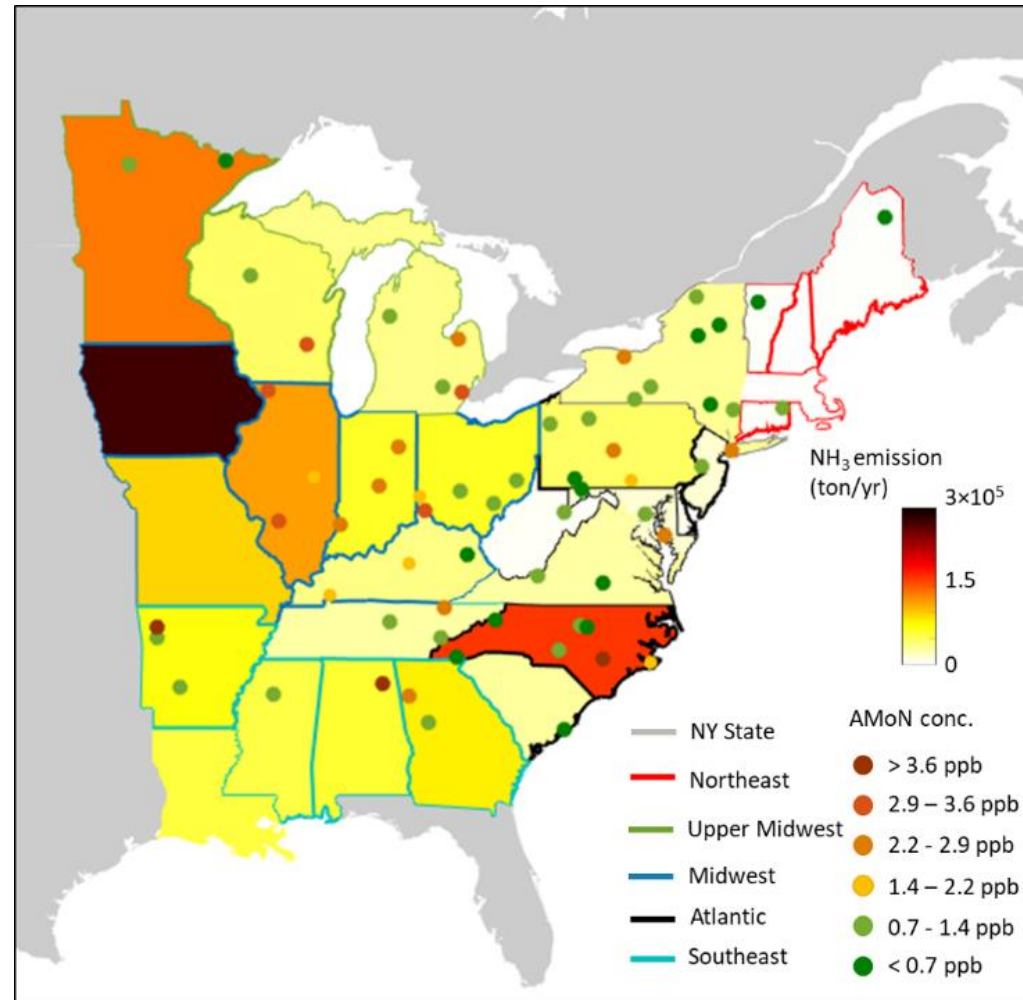 NH₃ emission
(ton/yr)
3×10⁵
1.5
0
NY State
Northeast
Upper Midwest
Midwest
Atlantic
Southeast
AMoN conc.
> 3.6 ppb
2.9 – 3.6 ppb
2.2 - 2.9 ppb
1.4 – 2.2 ppb
0.7 - 1.4 ppb
< 0.7 ppb